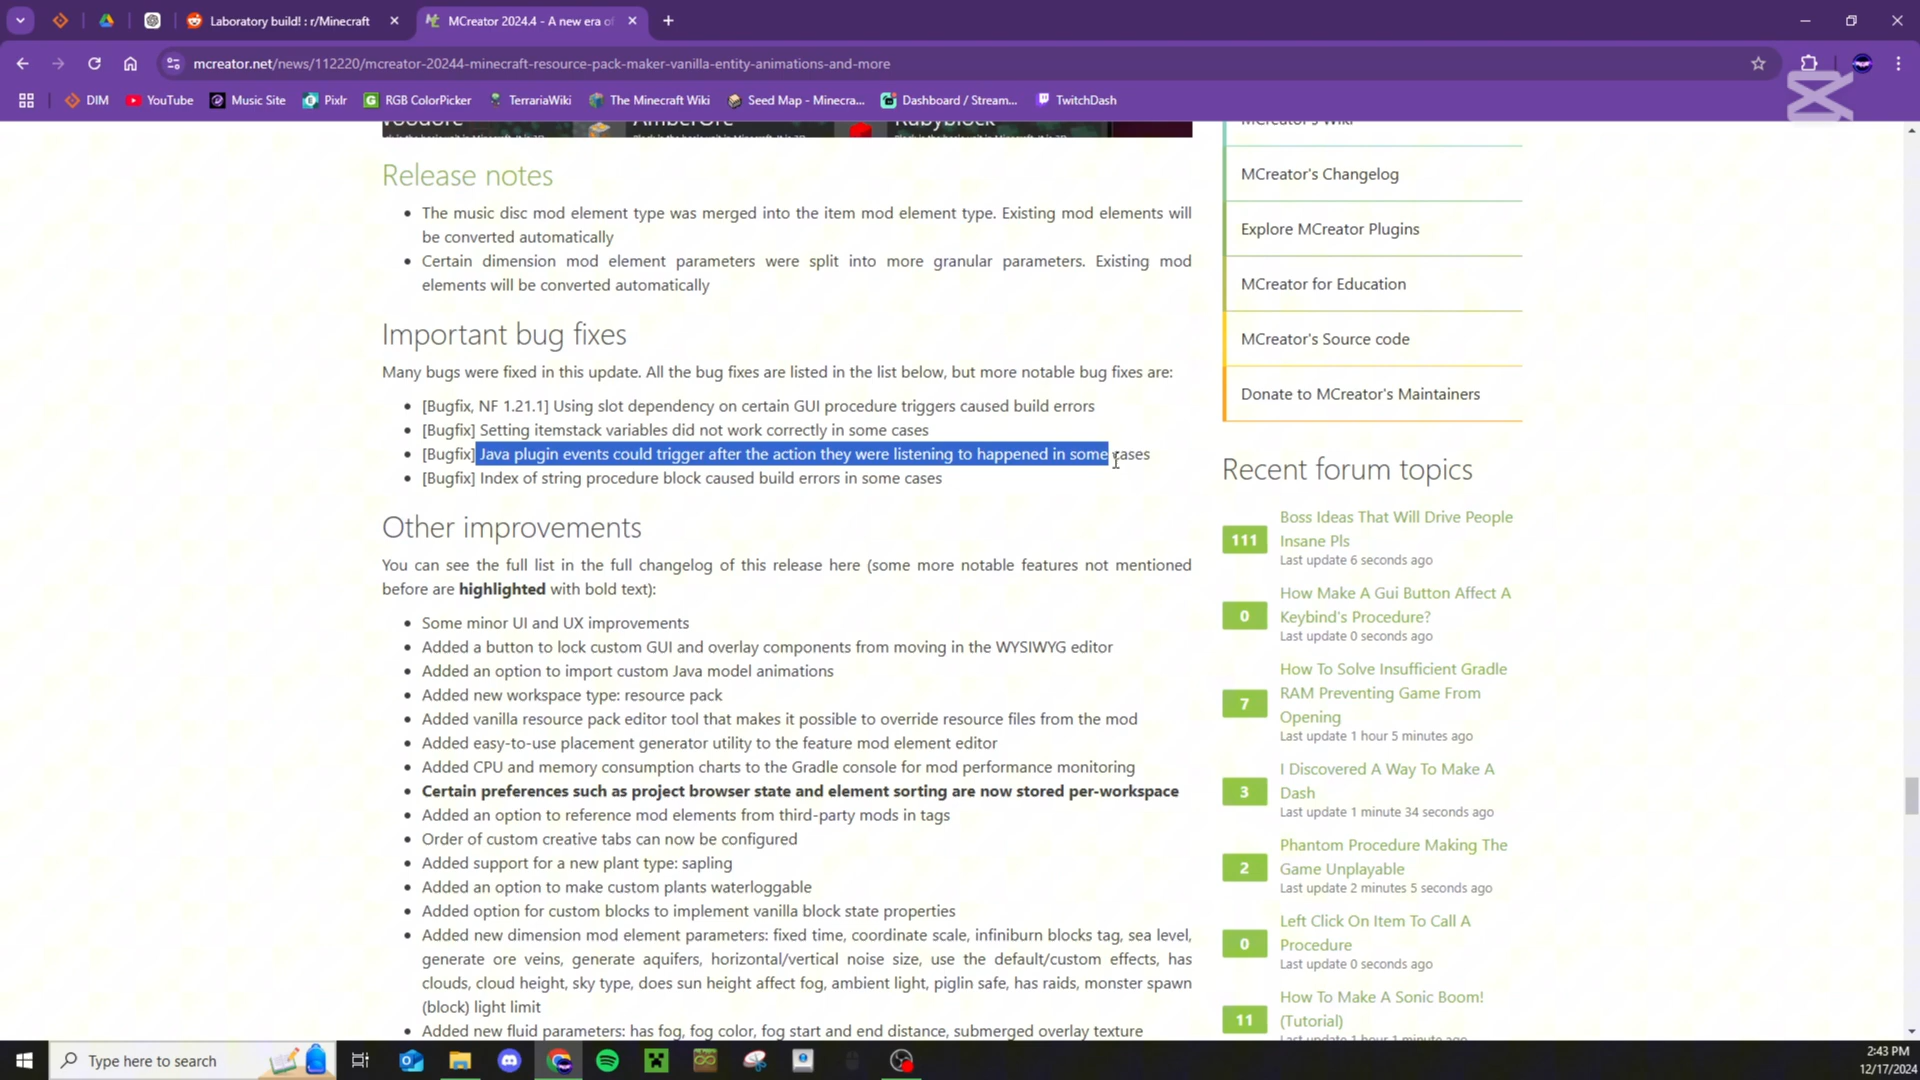 Laboratory build! : r/Minecraft
MCreator 2024.4 - A new era of
mcreator.net/news/112220/mcreator-20244-minecraft-resource-pack-maker-vanilla-entity-animations-and-more
DIM YouTube Music Site Pixlr RGB ColorPicker TerrariaWiki The Minecraft Wiki Seed Map - Minecra... Dashboard / Stream... TwitchDash
Release notes
• The music disc mod element type was merged into the item mod element type. Existing mod elements will
be converted automatically
• Certain dimension mod element parameters were split into more granular parameters. Existing mod
elements will be converted automatically
Important bug fixes
Many bugs were fixed in this update. All the bug fixes are listed in the list below, but more notable bug fixes are:
• [Bugfix, NF 1.21.1] Using slot dependency on certain GUI procedure triggers caused build errors
• [Bugfix] Setting itemstack variables did not work correctly in some cases
• [Bugfix] Java plugin events could trigger after the action they were listening to happened in some cases
• [Bugfix] Index of string procedure block caused build errors in some cases
Other improvements
You can see the full list in the full changelog of this release here (some more notable features not mentioned
before are highlighted with bold text):
• Some minor UI and UX improvements
• Added a button to lock custom GUI and overlay components from moving in the WYSIWYG editor
• Added an option to import custom Java model animations
• Added new workspace type: resource pack
• Added vanilla resource pack editor tool that makes it possible to override resource files from the mod
• Added easy-to-use placement generator utility to the feature mod element editor
• Added CPU and memory consumption charts to the Gradle console for mod performance monitoring
• Certain preferences such as project browser state and element sorting are now stored per-workspace
• Added an option to reference mod elements from third-party mods in tags
• Order of custom creative tabs can now be configured
• Added support for a new plant type: sapling
• Added an option to make custom plants waterloggable
• Added option for custom blocks to implement vanilla block state properties
• Added new dimension mod element parameters: fixed time, coordinate scale, infiniburn blocks tag, sea level,
generate ore veins, generate aquifers, horizontal/vertical noise size, use the default/custom effects, has
clouds, cloud height, sky type, does sun height affect fog, ambient light, piglin safe, has raids, monster spawn
(block) light limit
• Added new fluid parameters: has fog, fog color, fog start and end distance, submerged overlay texture
MCreator's Wiki
MCreator's Changelog
Explore MCreator Plugins
MCreator for Education
MCreator's Source code
Donate to MCreator's Maintainers
Recent forum topics
111
Boss Ideas That Will Drive People
Insane Pls
Last update 6 seconds ago
0
How Make A Gui Button Affect A
Keybind's Procedure?
Last update 0 seconds ago
7
How To Solve Insufficient Gradle
RAM Preventing Game From
Opening
Last update 1 hour 5 minutes ago
3
I Discovered A Way To Make A
Dash
Last update 1 minute 34 seconds ago
2
Phantom Procedure Making The
Game Unplayable
Last update 2 minutes 5 seconds ago
0
Left Click On Item To Call A
Procedure
Last update 0 seconds ago
11
How To Make A Sonic Boom!
(Tutorial)
Type here to search
2:43 PM
12/17/2024